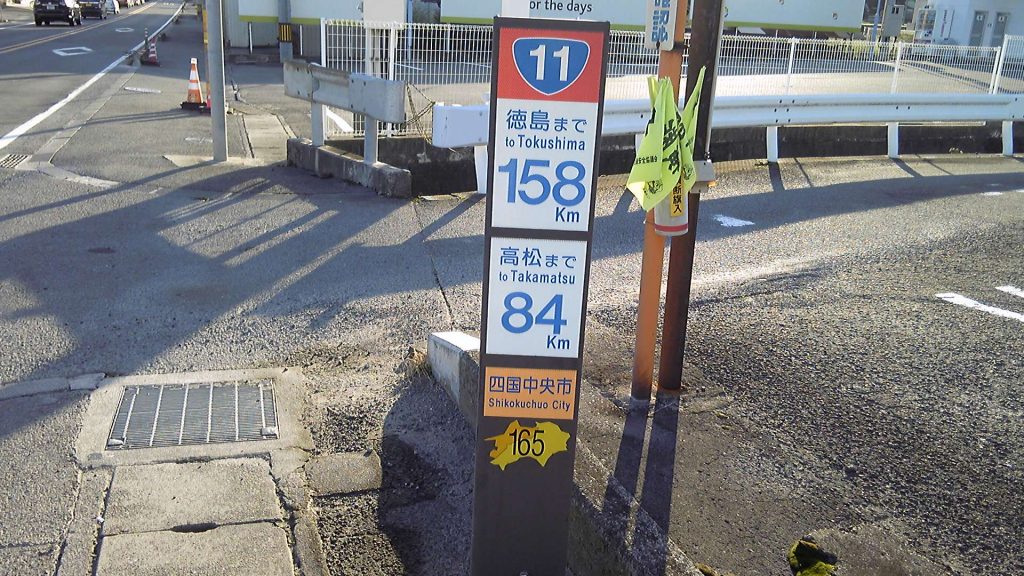 or the days
11
徳島まで
to Tokushima
158
Km
高松まで
to Takamatsu
84
Km
四国中央市
Shikokuchuo City
165